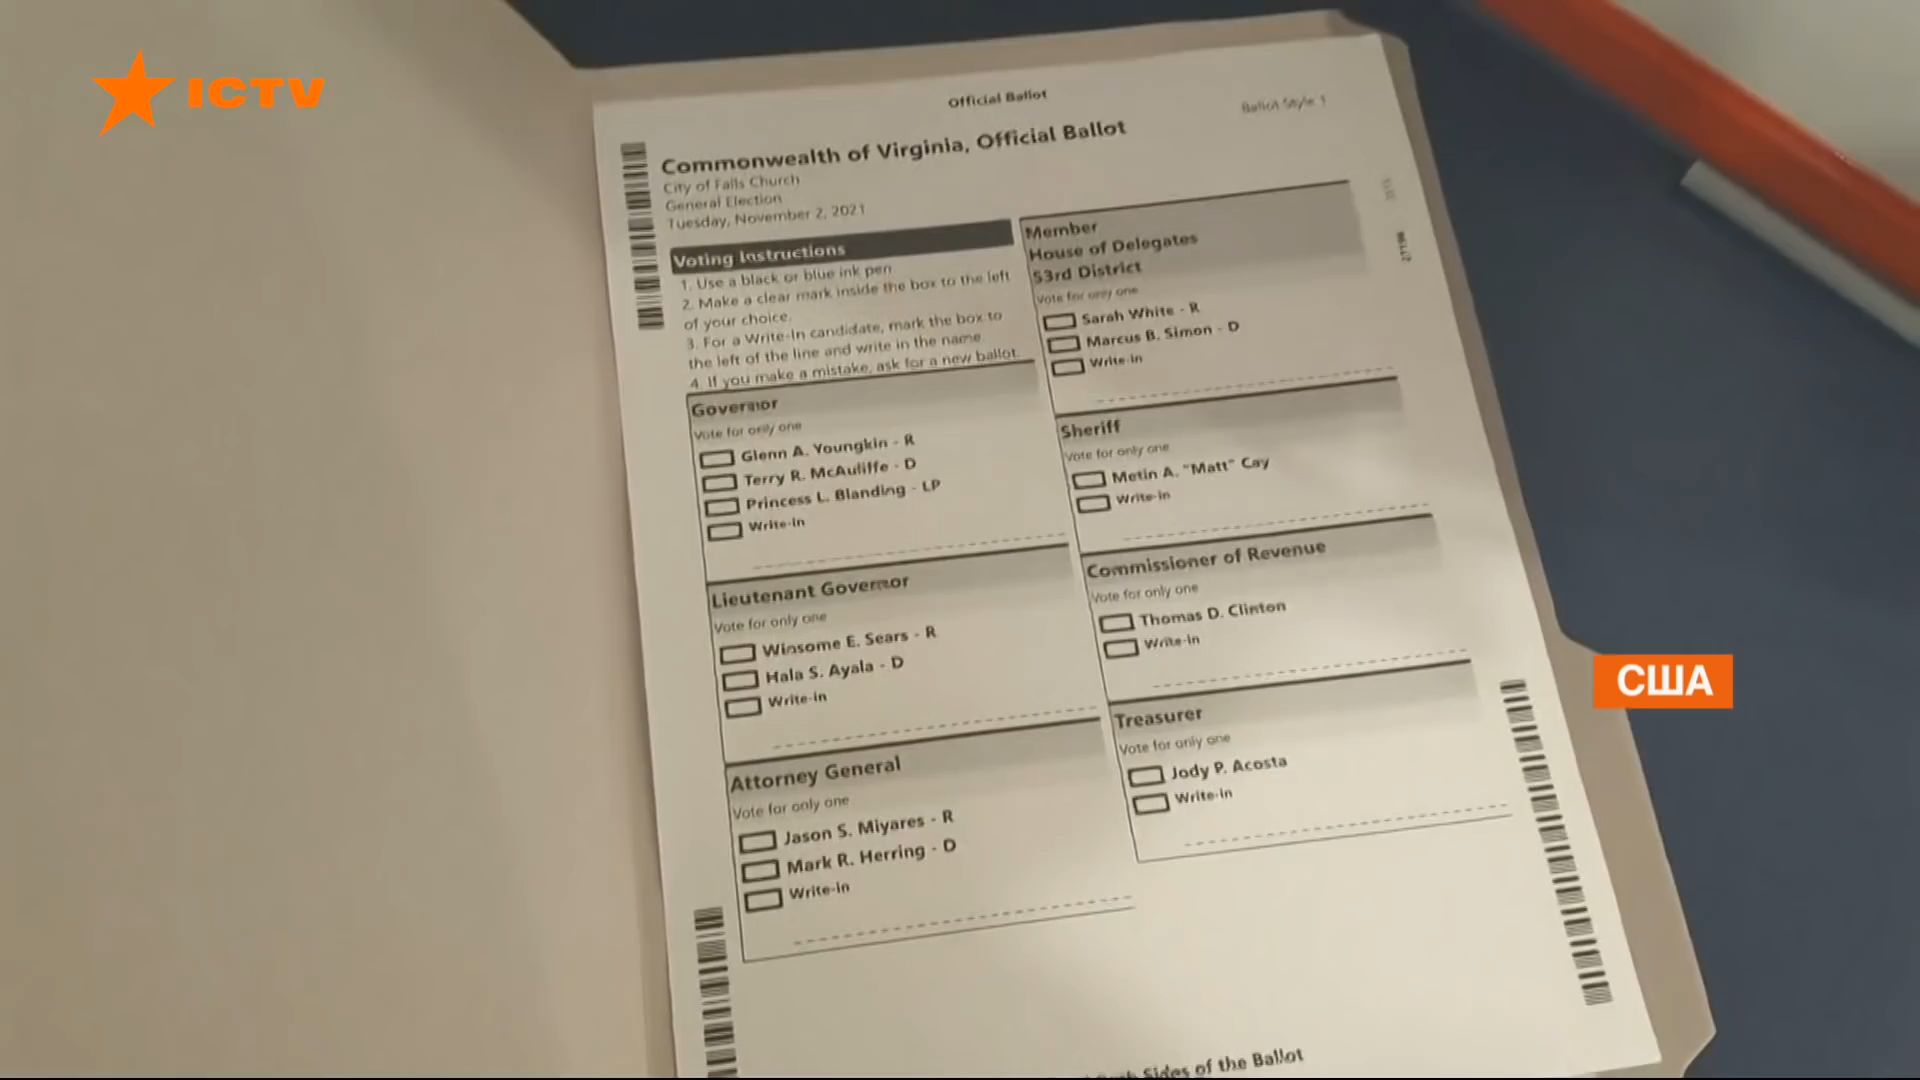 ICTV
Official Ballot
Ballot Style 1
Commonwealth of Virginia, Official Ballot
City of Falls Church
General Election
Tuesday, November 2, 2021
Voting Instructions
1. Use a black or blue ink pen
2. Make a clear mark inside the box to the left
of your choice.
3. For a Write-In candidate, mark the box to
the left of the line and write in the name
4. If you make a mistake, ask for a new ballot.
Governor
Vote for only one
Glenn A. Youngkin - R
Terry R. McAuliffe - D
Princess L. Blanding - LP
Write-in
Lieutenant Governor
Vote for only one
Winsome E. Sears - R
Hala S. Ayala - D
Write-in
Attorney General
Vote for only one
Jason S. Miyares - R
Mark R. Herring - D
Write-in
Member
House of Delegates
53rd District
Vote for only one
Sarah White - R
Marcus B. Simon - D
Write-in
Sheriff
Vote for only one
Metin A. "Matt" Cay
Write-in
Commissioner of Revenue
Vote for only one
Thomas D. Clinton
Write-in
Treasurer
Vote for only one
Jody P. Acosta
Write-in
Sides of the Ballot
США